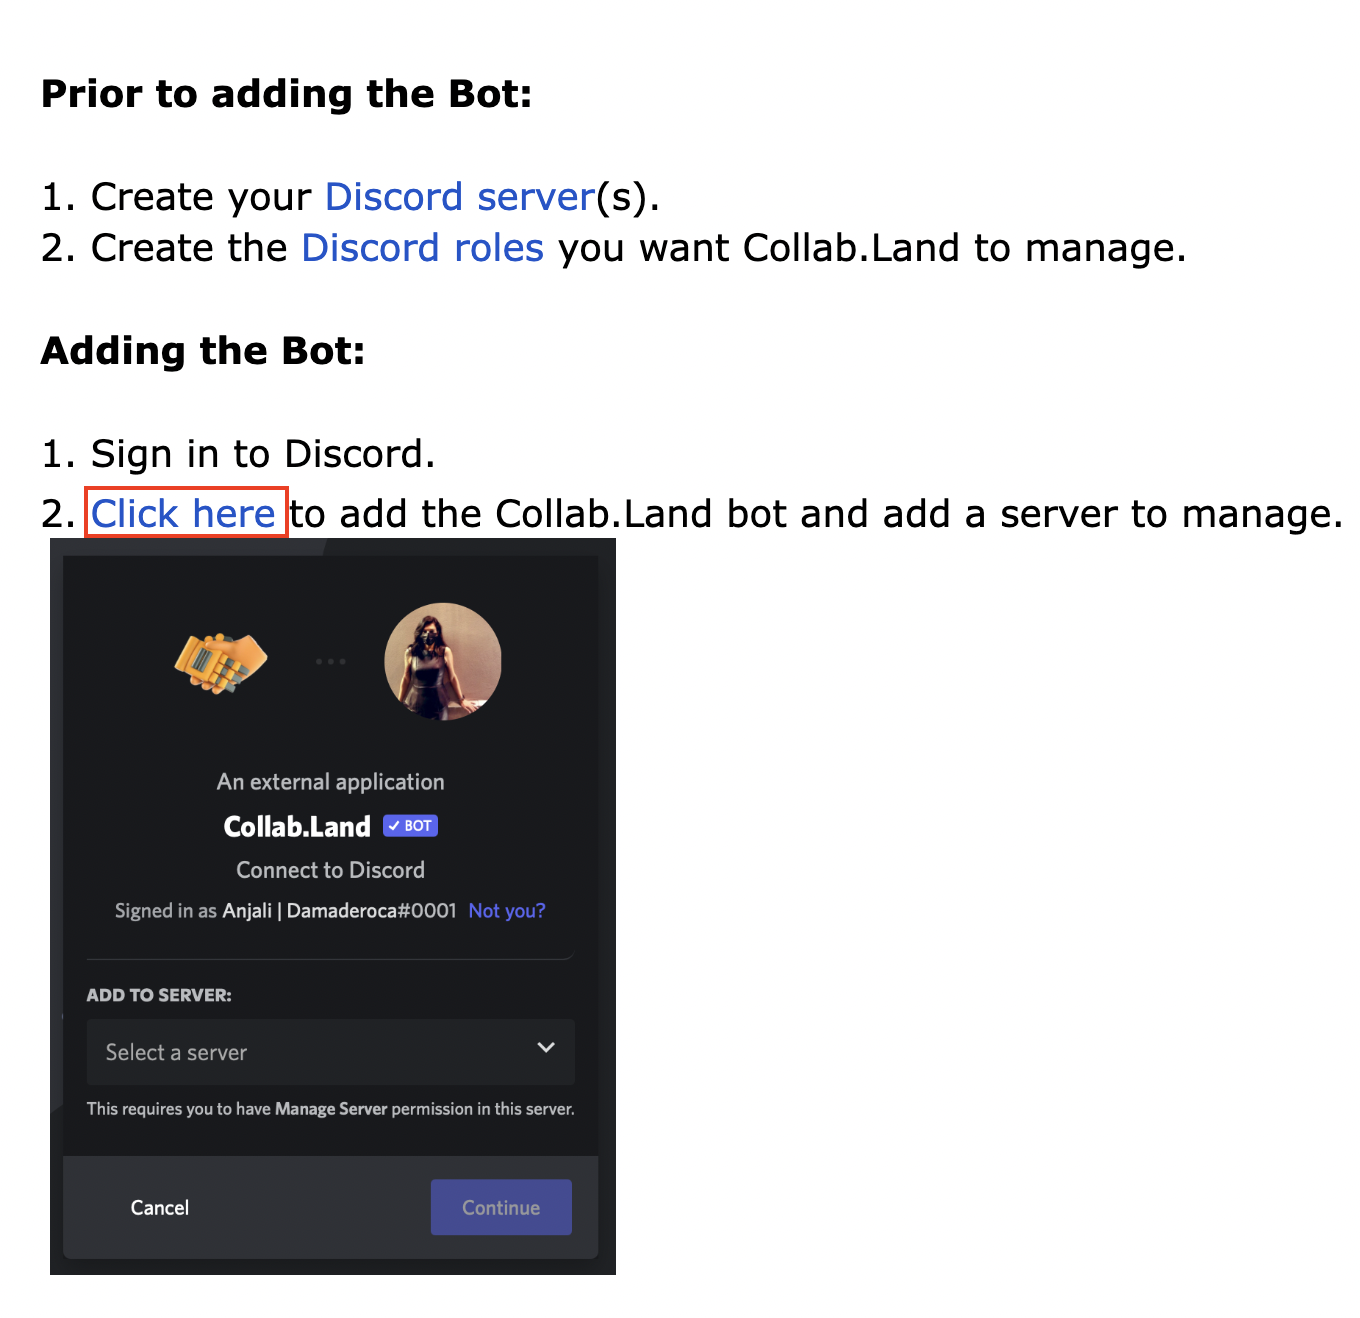 Prior to adding the Bot:
1. Create your Discord server(s).
2. Create the Discord roles you want Collab.Land to manage.
Adding the Bot:
1. Sign in to Discord.
2. Click here to add the Collab.Land bot and add a server to manage.
An external application
Collab.Land ✓ BOT
Connect to Discord
Signed in as Anjali | Damaderoca#0001 Not you?
ADD TO SERVER:
Select a server
This requires you to have Manage Server permission in this server.
Cancel Continue